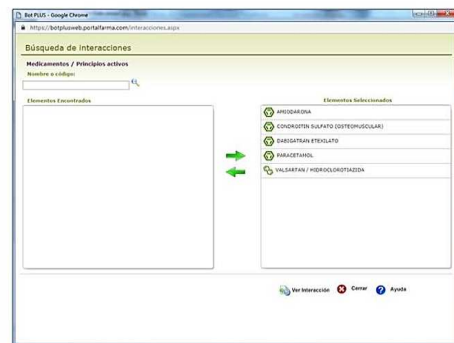 Bot PLUS - Google Chrome
https://botplusweb.portalfarma.com/interacciones.aspx
Búsqueda de interacciones
Medicamentos / Principios activos
Nombre o código:
Elementos Encontrados
Elementos Seleccionados
AMIODARONA
CONDROITIN SULFATO (OSTEOMUSCULAR)
DABIGATRAN ETEXILATO
PARACETAMOL
VALSARTAN / HIDROCLOROTIAZIDA
Ver Interacción
Cerrar
Ayuda